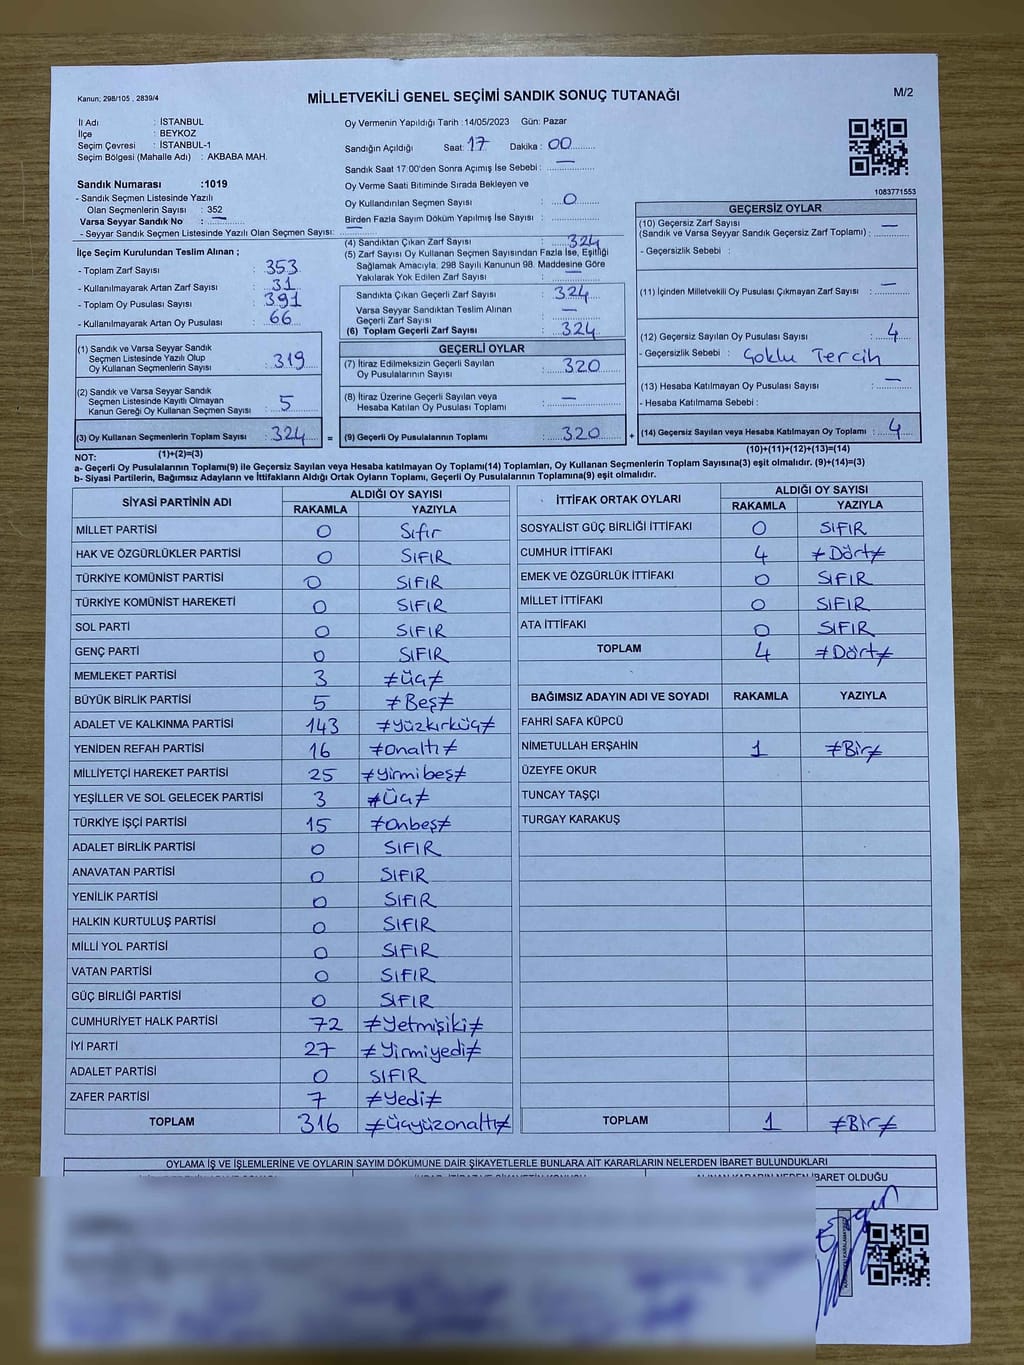 Kanun; 298/105 , 2839/4
MİLLETVEKİLİ GENEL SEÇİMİ SANDIK SONUÇ TUTANAĞI
M/2
İl Adı : İSTANBUL
İlçe : BEYKOZ
Seçim Çevresi : İSTANBUL-1
Seçim Bölgesi (Mahalle Adı) : AKBABA MAH.
Sandık Numarası :1019
- Sandık Seçmen Listesinde Yazılı
Olan Seçmenlerin Sayısı : 352
Varsa Seyyar Sandık No : —
- Seyyar Sandık Seçmen Listesinde Yazılı Olan Seçmen Sayısı: —
Oy Vermenin Yapıldığı Tarih :14/05/2023 Gün: Pazar
Sandığın Açıldığı Saat: 17 Dakika : 00
Sandık Saat 17:00'den Sonra Açımış İse Sebebi : —
Oy Verme Saati Bitiminde Sırada Bekleyen ve
Oy Kullandırılan Seçmen Sayısı : 0
Birden Fazla Sayım Döküm Yapılmış İse Sayısı :
1083771553
İlçe Seçim Kurulundan Teslim Alınan ;
- Toplam Zarf Sayısı : 353
- Kullanılmayarak Artan Zarf Sayısı : 31
- Toplam Oy Pusulası Sayısı : 391
- Kullanılmayarak Artan Oy Pusulası : 66
(4) Sandıktan Çıkan Zarf Sayısı : 324
(5) Zarf Sayısı Oy Kullanan Seçmen Sayısından Fazla İse, Eşitliği
Sağlamak Amacıyla, 298 Sayılı Kanunun 98. Maddesine Göre
Yakılarak Yok Edilen Zarf Sayısı :
Sandıkta Çıkan Geçerli Zarf Sayısı : 324
Varsa Seyyar Sandıktan Teslim Alınan
Geçerli Zarf Sayısı : —
(6) Toplam Geçerli Zarf Sayısı : 324
GEÇERSİZ OYLAR
(10) Geçersiz Zarf Sayısı
(Sandık ve Varsa Seyyar Sandık Geçersiz Zarf Toplamı) : —
- Geçersizlik Sebebi :
(11) İçinden Milletvekili Oy Pusulası Çıkmayan Zarf Sayısı : —
(12) Geçersiz Sayılan Oy Pusulası Sayısı : 4
- Geçersizlik Sebebi : Çoklu Tercih
(13) Hesaba Katılmayan Oy Pusulası Sayısı : —
- Hesaba Katılmama Sebebi :
(14) Geçersiz Sayılan veya Hesaba Katılmayan Oy Toplamı : 4
(10)+(11)+(12)+(13)=(14)
(1) Sandık ve Varsa Seyyar Sandık
Seçmen Listesinde Yazılı Olup
Oy Kullanan Seçmenlerin Sayısı : 319
(2) Sandık ve Varsa Seyyar Sandık
Seçmen Listesinde Kayıtlı Olmayan
Kanun Gereği Oy Kullanan Seçmen Sayısı : 5
(3) Oy Kullanan Seçmenlerin Toplam Sayısı : 324 =
(1)+(2)=(3)
GEÇERLİ OYLAR
(7) İtiraz Edilmeksizin Geçerli Sayılan
Oy Pusulalarının Sayısı : 320
(8) İtiraz Üzerine Geçerli Sayılan veya
Hesaba Katılan Oy Pusulası Toplamı : —
(9) Geçerli Oy Pusulalarının Toplamı : 320 +
NOT:
a- Geçerli Oy Pusulalarının Toplamı(9) ile Geçersiz Sayılan veya Hesaba katılmayan Oy Toplamı(14) Toplamları, Oy Kullanan Seçmenlerin Toplam Sayısına(3) eşit olmalıdır. (9)+(14)=(3)
b- Siyasi Partilerin, Bağımsız Adayların ve İttifakların Aldığı Ortak Oyların Toplamı, Geçerli Oy Pusulalarının Toplamına(9) eşit olmalıdır.
SİYASİ PARTİNİN ADI ALDIĞI OY SAYISI
RAKAMLA YAZIYLA
MİLLET PARTİSİ 0 Sıfır
HAK VE ÖZGÜRLÜKLER PARTİSİ 0 SIFIR
TÜRKİYE KOMÜNİST PARTİSİ 0 SIFIR
TÜRKİYE KOMÜNİST HAREKETİ 0 SIFIR
SOL PARTİ 0 SIFIR
GENÇ PARTİ 0 SIFIR
MEMLEKET PARTİSİ 3 ≠Üç≠
BÜYÜK BİRLİK PARTİSİ 5 ≠Beş≠
ADALET VE KALKINMA PARTİSİ 143 ≠Yüzkırküç≠
YENİDEN REFAH PARTİSİ 16 ≠Onaltı≠
MİLLİYETÇİ HAREKET PARTİSİ 25 ≠Yirmibeş≠
YEŞİLLER VE SOL GELECEK PARTİSİ 3 ≠Üç≠
TÜRKİYE İŞÇİ PARTİSİ 15 ≠Onbeş≠
ADALET BİRLİK PARTİSİ 0 SIFIR
ANAVATAN PARTİSİ 0 SIFIR
YENİLİK PARTİSİ 0 SIFIR
HALKIN KURTULUŞ PARTİSİ 0 SIFIR
MİLLİ YOL PARTİSİ 0 SIFIR
VATAN PARTİSİ 0 SIFIR
GÜÇ BİRLİĞİ PARTİSİ 0 SIFIR
CUMHURİYET HALK PARTİSİ 72 ≠Yetmişiki≠
İYİ PARTİ 27 ≠Yirmiyedi≠
ADALET PARTİSİ 0 SIFIR
ZAFER PARTİSİ 7 ≠Yedi≠
TOPLAM 316 ≠Üçyüzonaltı≠
İTTİFAK ORTAK OYLARI ALDIĞI OY SAYISI
RAKAMLA YAZIYLA
SOSYALİST GÜÇ BİRLİĞİ İTTİFAKI 0 SIFIR
CUMHUR İTTİFAKI 4 ≠Dört≠
EMEK VE ÖZGÜRLÜK İTTİFAKI 0 SIFIR
MİLLET İTTİFAKI 0 SIFIR
ATA İTTİFAKI 0 SIFIR
TOPLAM 4 ≠Dört≠
BAĞIMSIZ ADAYIN ADI VE SOYADI RAKAMLA YAZIYLA
FAHRİ SAFA KÜPCÜ
NİMETULLAH ERŞAHİN 1 ≠Bir≠
ÜZEYFE OKUR
TUNCAY TAŞÇI
TURGAY KARAKUŞ
TOPLAM 1 ≠Bir≠
OYLAMA İŞ VE İŞLEMLERİNE VE OYLARIN SAYIM DÖKÜMÜNE DAİR ŞİKAYETLERLE BUNLARA AİT KARARLARIN NELERDEN İBARET BULUNDUKLARI
ALINAN KARARIN NEDEN İBARET OLDUĞU